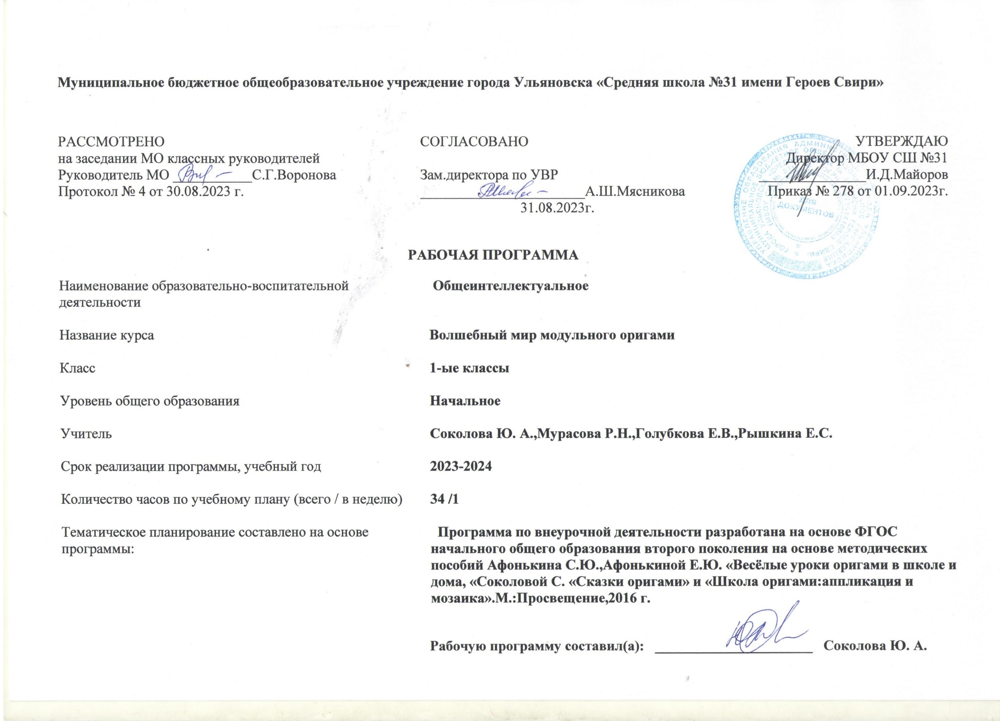 Муниципальное бюджетное общеобразовательное учреждение города Ульяновска «Средняя школа №31 имени Героев Свири»
РАССМОТРЕНО
на заседании МО классных руководителей
Руководитель МО ___________С.Г.Воронова
Протокол № 4 от 30.08.2023 г.
СОГЛАСОВАНО
Зам.директора по УВР
_______________________А.Ш.Мясникова
31.08.2023г.
УТВЕРЖДАЮ
Директор МБОУ СШ №31
_______________И.Д.Майоров
Приказ № 278 от 01.09.2023г.
ДЛЯ
ДОКУМЕНТОВ
РАБОЧАЯ ПРОГРАММА
Наименование образовательно-воспитательной
деятельности
Общеинтеллектуальное
Название курса
Волшебный мир модульного оригами
Класс
1-ые классы
Уровень общего образования
Начальное
Учитель
Соколова Ю. А.,Мурасова Р.Н.,Голубкова Е.В.,Рышкина Е.С.
Срок реализации программы, учебный год
2023-2024
Количество часов по учебному плану (всего / в неделю)
34 /1
Тематическое планирование составлено на основе
программы:
Программа по внеурочной деятельности разработана на основе ФГОС
начального общего образования второго поколения на основе методических
пособий Афонькина С.Ю.,Афонькиной Е.Ю. «Весёлые уроки оригами в школе и
дома, «Соколовой С. «Сказки оригами» и «Школа оригами:аппликация и
мозаика».М.:Просвещение,2016 г.
Рабочую программу составил(а): ______________________ Соколова Ю. А.